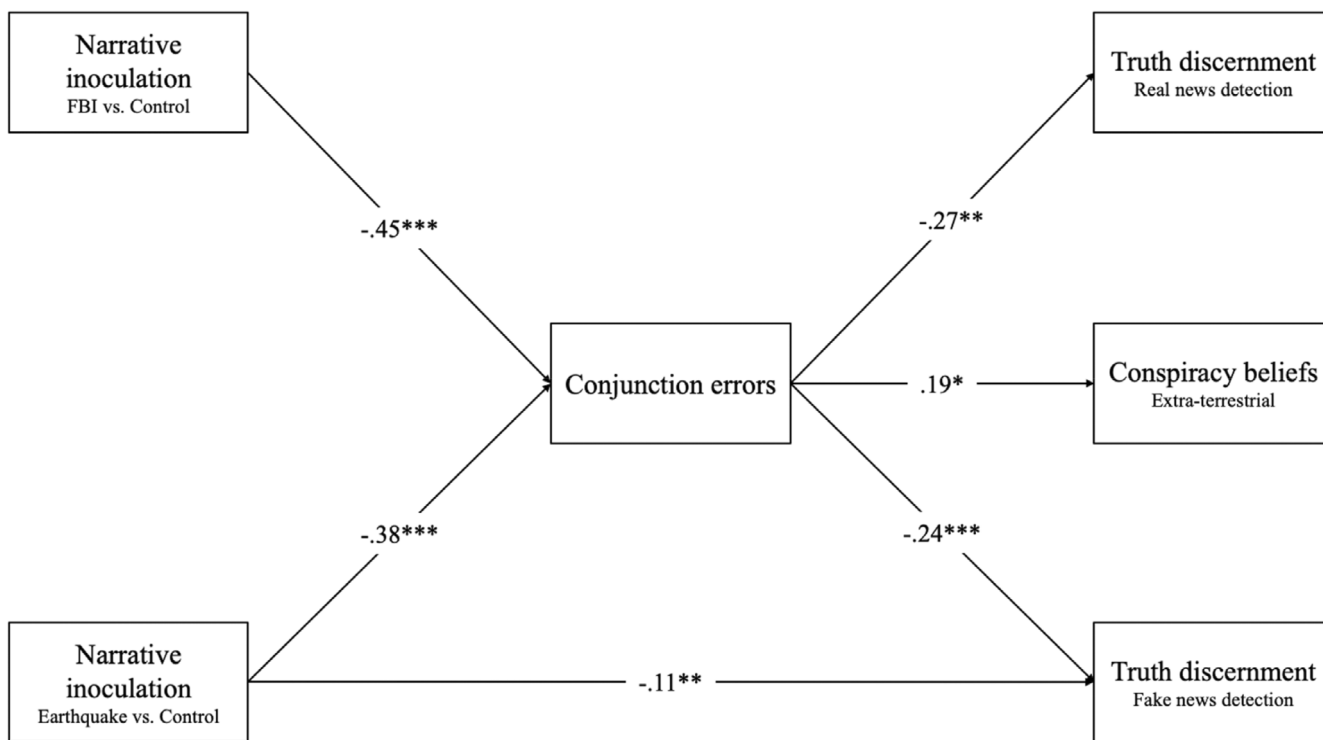 Narrative
inoculation
FBI vs. Control
Truth discernment
Real news detection
-.45***
-.27**
Conjunction errors
.19*
Conspiracy beliefs
Extra-terrestrial
-.38***
-.24***
Narrative
inoculation
Earthquake vs. Control
-.11**
Truth discernment
Fake news detection